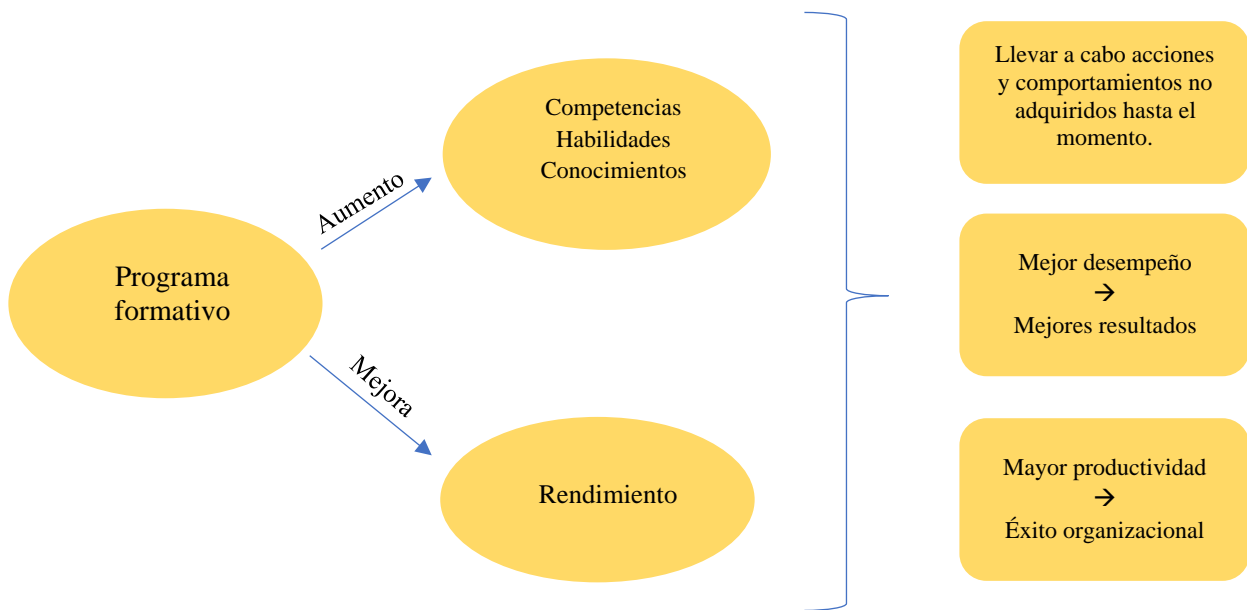 Programa
formativo
Aumento
Competencias
Habilidades
Conocimientos
Mejora
Rendimiento
Llevar a cabo acciones
y comportamientos no
adquiridos hasta el
momento.
Mejor desempeño
→
Mejores resultados
Mayor productividad
→
Éxito organizacional